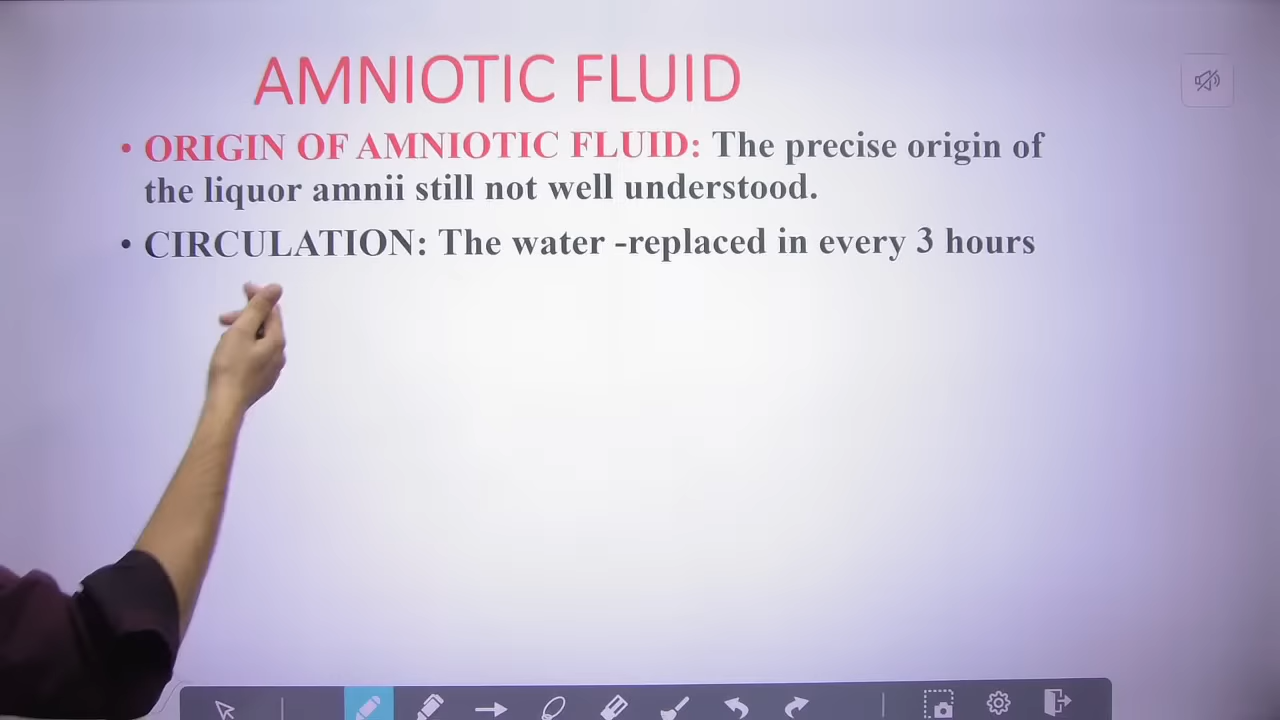 AMNIOTIC FLUID
• ORIGIN OF AMNIOTIC FLUID: The precise origin of
the liquor amnii still not well understood.
• CIRCULATION: The water -replaced in every 3 hours